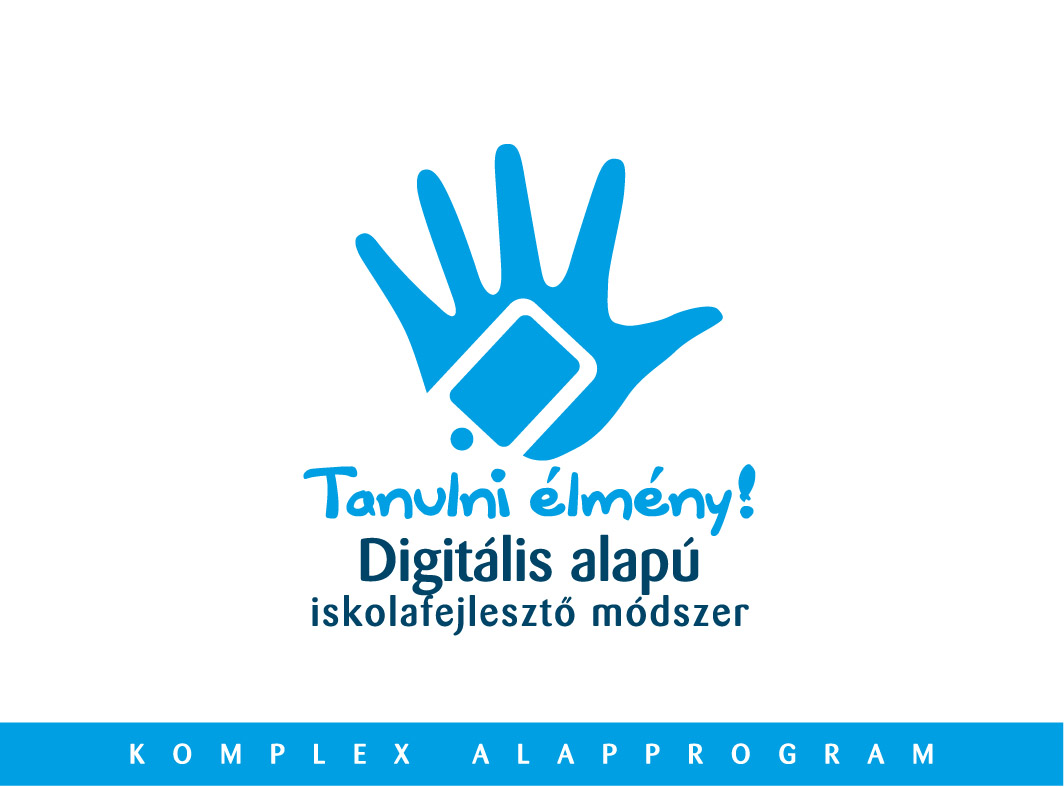 Tanulni élmény!
Digitális alapú
iskolafejlesztő módszer
KOMPLEX ALAPPROGRAM